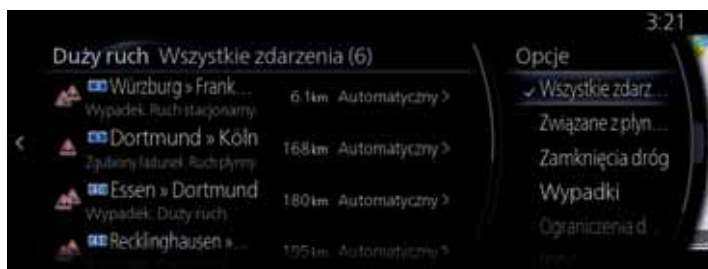 3:21
Duży ruch Wszystkie zdarzenia (6)
Würzburg » Frank...
6.1km Automatyczny >
Wypadek. Ruch stacjonarny.
Dortmund » Köln
168km Automatyczny >
Zgubiony ładunek. Ruch płynny.
Essen » Dortmund
180km Automatyczny >
Wypadek. Duży ruch.
Recklinghausen »...
195km Automatyczny >
Opcje
Wszystkie zdarz...
Związane z płyn...
Zamknięcia dróg
Wypadki
Ograniczenia d...